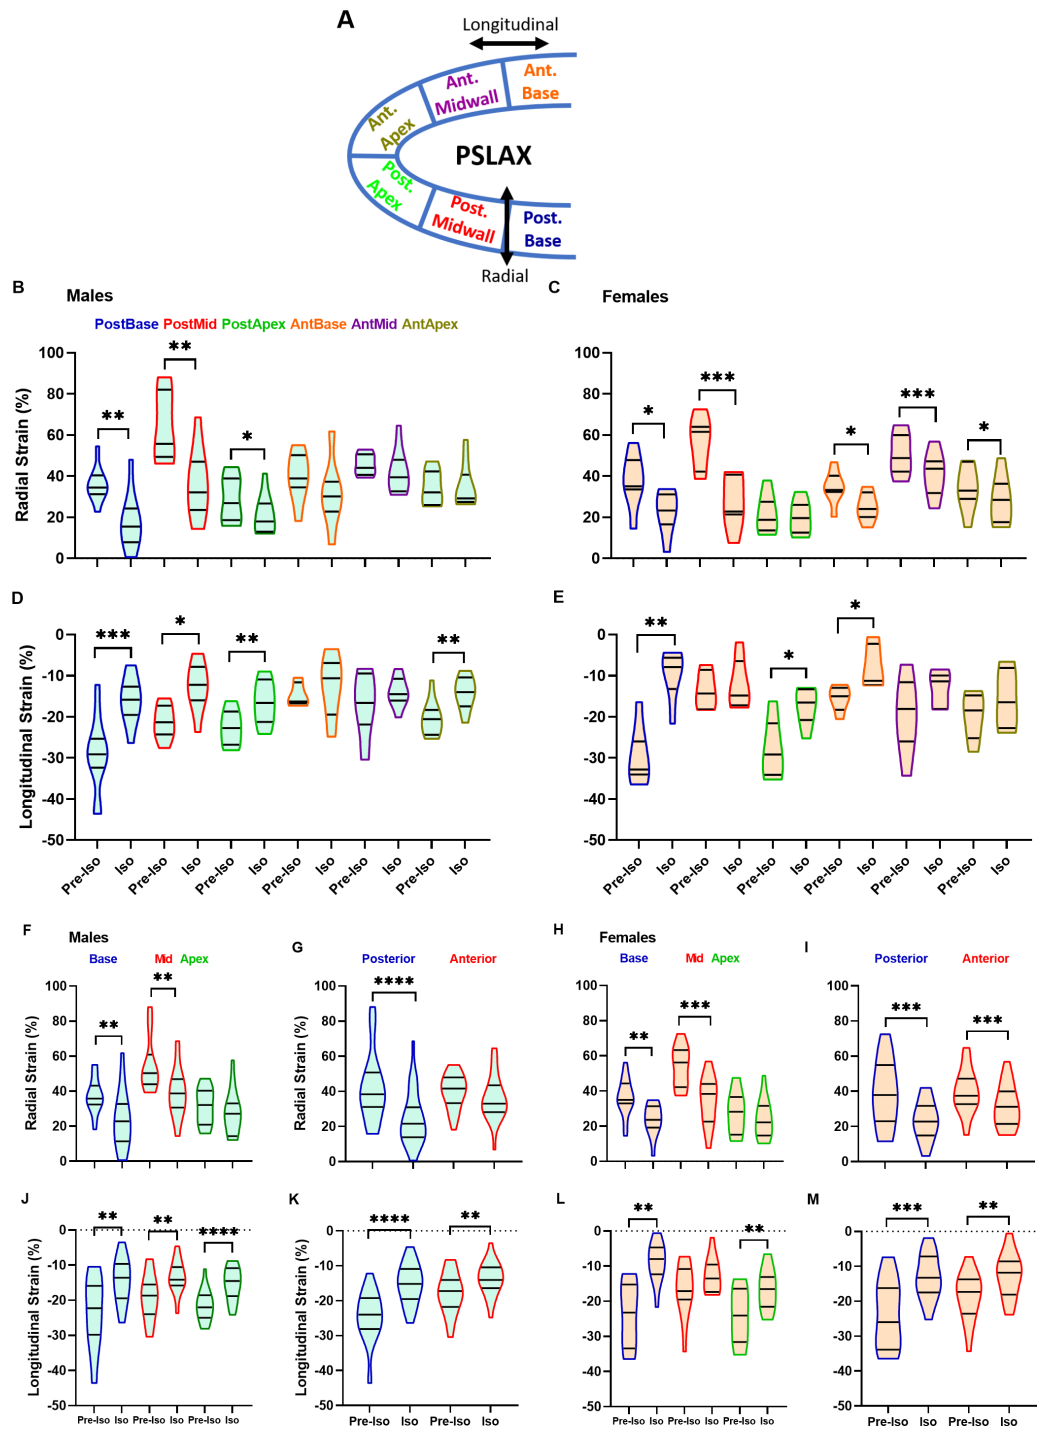 A
Longitudinal
Ant.
Base
Ant.
Midwall
Ant.
Apex
PSLAX
Post.
Apex
Post.
Midwall
Post.
Base
Radial
B
Males
PostBase PostMid PostApex AntBase AntMid AntApex
Radial Strain (%)
100
80
60
40
20
0
**
**
*
C
Females
100
80
60
40
20
0
*
***
*
***
*
D
Longitudinal Strain (%)
0
-10
-20
-30
-40
-50
***
*
**
**
Pre-Iso Iso Pre-Iso Iso Pre-Iso Iso Pre-Iso Iso Pre-Iso Iso Pre-Iso Iso
E
0
-10
-20
-30
-40
-50
**
*
*
Pre-Iso Iso Pre-Iso Iso Pre-Iso Iso Pre-Iso Iso Pre-Iso Iso Pre-Iso Iso
F
Males
Base Mid Apex
Radial Strain (%)
100
80
60
40
20
0
**
**
G
Posterior Anterior
Radial Strain (%)
100
80
60
40
20
0
****
H
Females
Base Mid Apex
Radial Strain (%)
100
80
60
40
20
0
**
***
I
Posterior Anterior
Radial Strain (%)
100
80
60
40
20
0
***
***
J
Longitudinal Strain (%)
0
-10
-20
-30
-40
-50
**
**
****
Pre-Iso Iso Pre-Iso Iso Pre-Iso Iso
K
Longitudinal Strain (%)
0
-10
-20
-30
-40
-50
****
**
Pre-Iso Iso Pre-Iso Iso
L
Longitudinal Strain (%)
0
-10
-20
-30
-40
-50
**
**
Pre-Iso Iso Pre-Iso Iso Pre-Iso Iso
M
Longitudinal Strain (%)
0
-10
-20
-30
-40
-50
***
**
Pre-Iso Iso Pre-Iso Iso